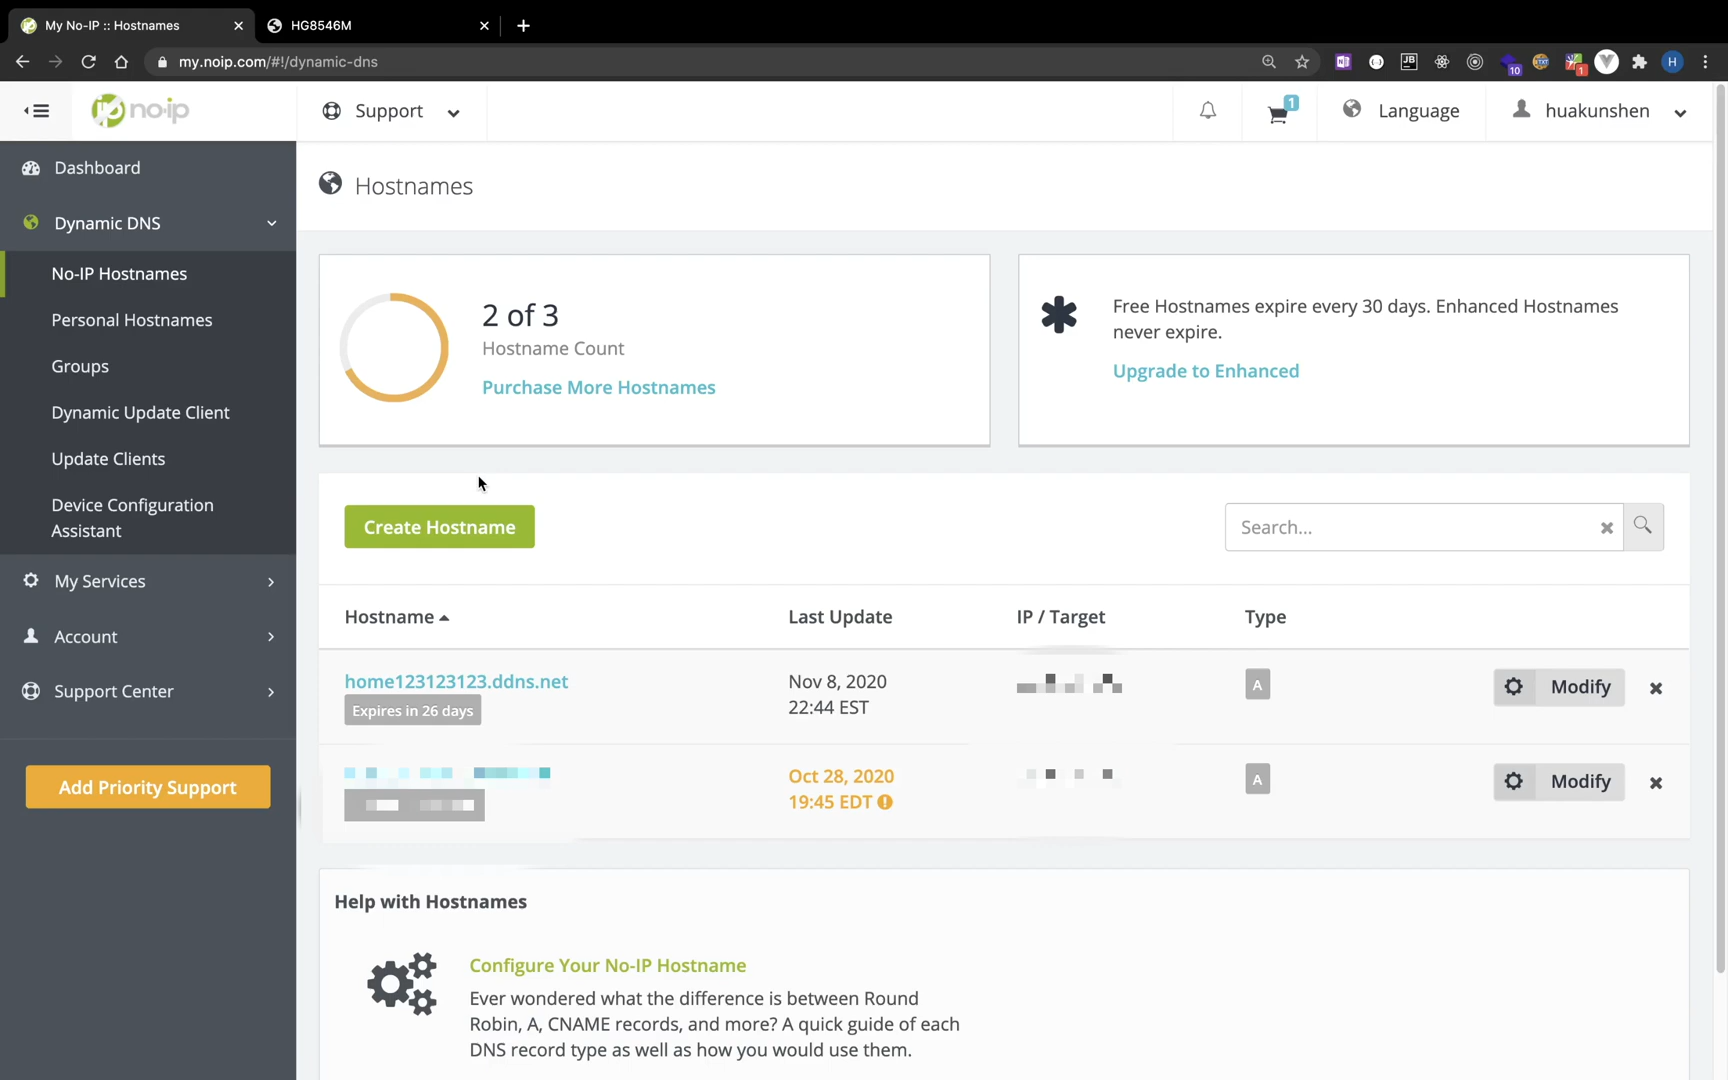 My No-IP :: Hostnames
HG8546M
my.noip.com/#!/dynamic-dns
JB
10
1
H
no-ip
Support
1
Language
huakunshen
Dashboard
Dynamic DNS
No-IP Hostnames
Personal Hostnames
Groups
Dynamic Update Client
Update Clients
Device Configuration
Assistant
My Services
Account
Support Center
Add Priority Support
Hostnames
2 of 3
Hostname Count
Purchase More Hostnames
Free Hostnames expire every 30 days. Enhanced Hostnames
never expire.
Upgrade to Enhanced
Create Hostname
Search...
Hostname
Last Update
IP / Target
Type
home123123123.ddns.net
Expires in 26 days
Nov 8, 2020
22:44 EST
A
Modify
Oct 28, 2020
19:45 EDT
A
Modify
Help with Hostnames
Configure Your No-IP Hostname
Ever wondered what the difference is between Round
Robin, A, CNAME records, and more? A quick guide of each
DNS record type as well as how you would use them.